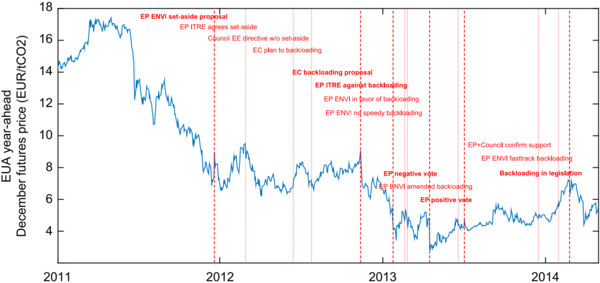 EP ENVI set-aside proposal
EP ITRE agrees set-aside
Council EE directive w/o set-aside
EC plan to backloading
EC backloading proposal
EP ITRE against backloading
EP ENVI in favor of backloading
EP ENVI no speedy backloading
EP+Council confirm support
EP ENVI fasttrack backloading
Backloading in legislation
EP negative vote
EP ENVI amended backloading
EP positive vote
EUA year-ahead
December futures price (EUR/tCO2)
18
16
14
12
10
8
6
4
2011
2012
2013
2014